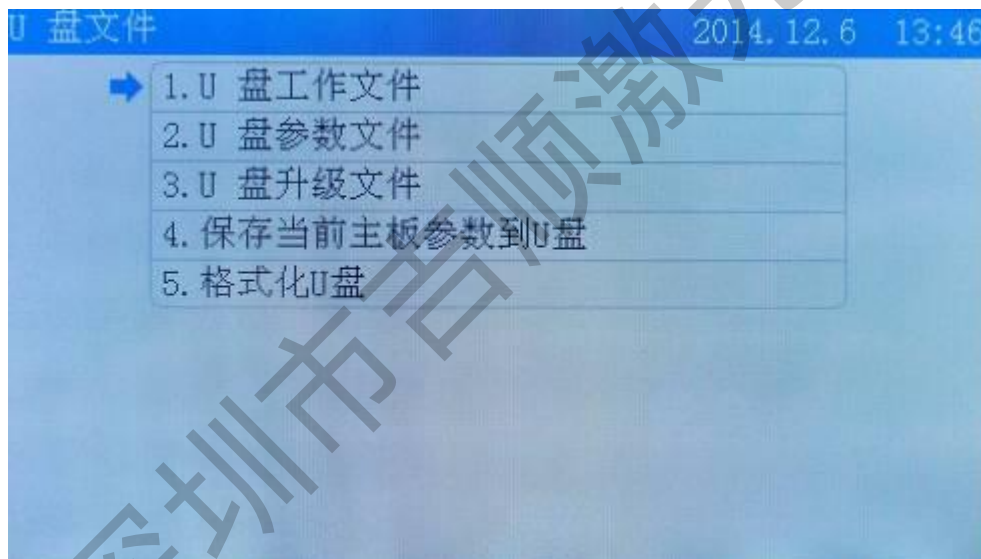 U 盘文件 2014.12.6 13:46
1.U 盘工作文件
2.U 盘参数文件
3.U 盘升级文件
4.保存当前主板参数到U盘
5.格式化U盘
深圳市吉顺激光